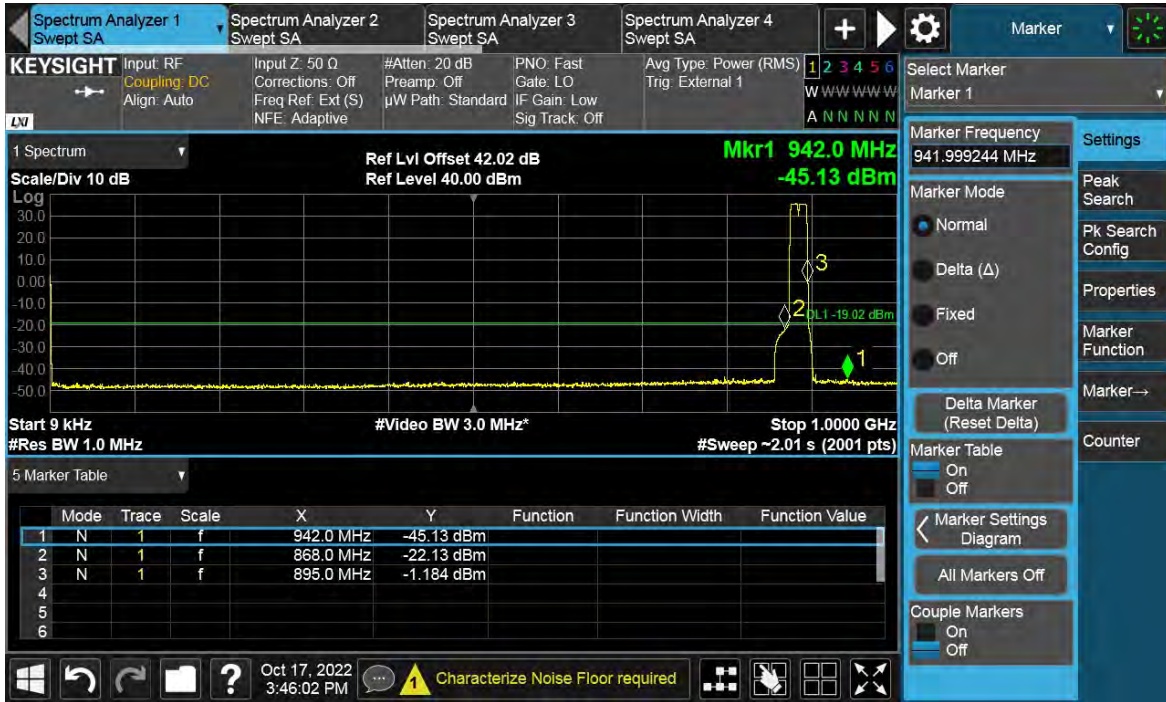 Spectrum Analyzer 1
Swept SA
Spectrum Analyzer 2
Swept SA
Spectrum Analyzer 3
Swept SA
Spectrum Analyzer 4
Swept SA
+
Marker
KEYSIGHT
LXI
Input: RF
Coupling: DC
Align: Auto
Input Z: 50 Ω
Corrections: Off
Freq Ref: Ext (S)
NFE: Adaptive
#Atten: 20 dB
Preamp: Off
µW Path: Standard
PNO: Fast
Gate: LO
IF Gain: Low
Sig Track: Off
Avg Type: Power (RMS)
Trig: External 1
1 2 3 4 5 6
W W W W W W
A N N N N N
Select Marker
Marker 1
1 Spectrum
Scale/Div 10 dB
Ref Lvl Offset 42.02 dB
Ref Level 40.00 dBm
Mkr1 942.0 MHz
-45.13 dBm
Log
30.0
20.0
10.0
0.00
-10.0
-20.0
-30.0
-40.0
-50.0
3
2
DL1 -19.02 dBm
1
Start 9 kHz
#Res BW 1.0 MHz
#Video BW 3.0 MHz*
Stop 1.0000 GHz
#Sweep ~2.01 s (2001 pts)
5 Marker Table
Mode Trace Scale X Y Function Function Width Function Value
1 N 1 f 942.0 MHz -45.13 dBm
2 N 1 f 868.0 MHz -22.13 dBm
3 N 1 f 895.0 MHz -1.184 dBm
4
5
6
Marker Frequency
941.999244 MHz
Marker Mode
Normal
Delta (Δ)
Fixed
Off
Delta Marker
(Reset Delta)
Marker Table
On
Off
Marker Settings
Diagram
All Markers Off
Couple Markers
On
Off
Settings
Peak
Search
Pk Search
Config
Properties
Marker
Function
Marker→
Counter
?
Oct 17, 2022
3:46:02 PM
1
Characterize Noise Floor required